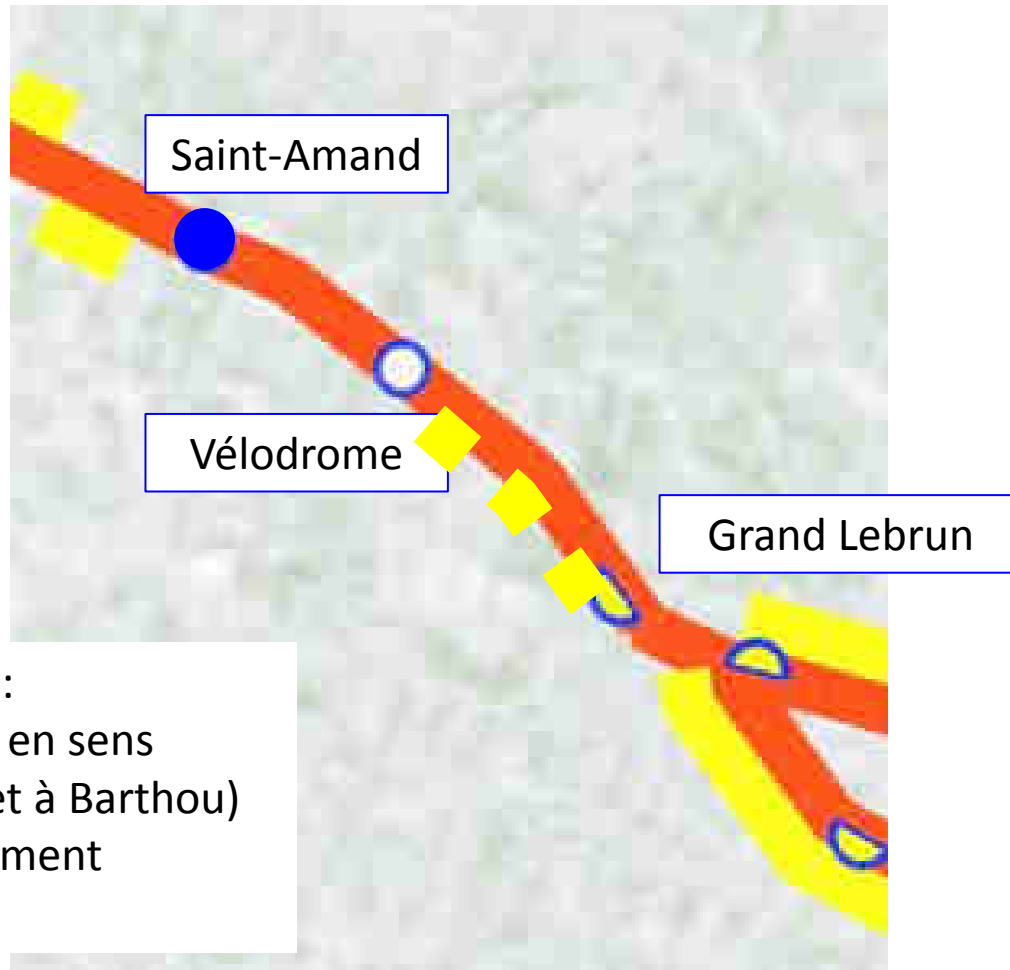 Saint-Amand
Vélodrome
Grand Lebrun
:
en sens
et à Barthou)
ment